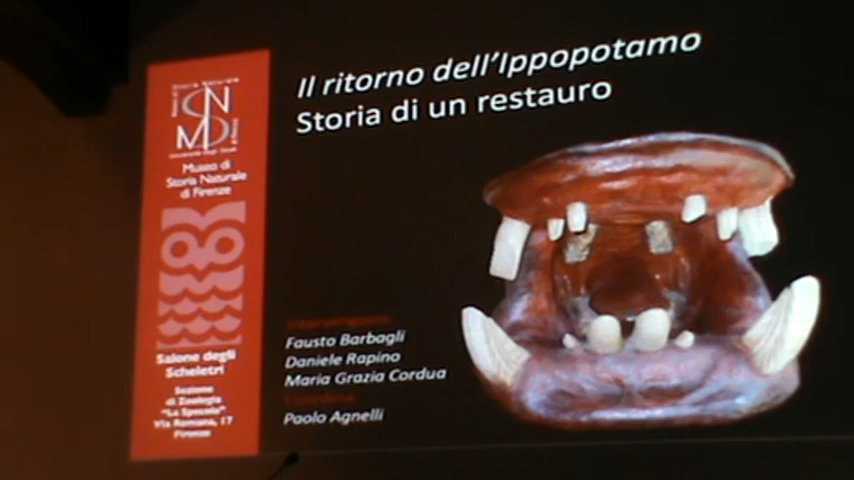 Il ritorno dell'Ippopotamo
Storia di un restauro
Museo di
Storia Naturale
di Firenze
Salone degli
Scheletri
Sezione
di Zoologia
"La Specola"
Via Romana, 17
Firenze
Fausto Barbagli
Daniele Rapino
Maria Grazia Cordua
Paolo Agnelli